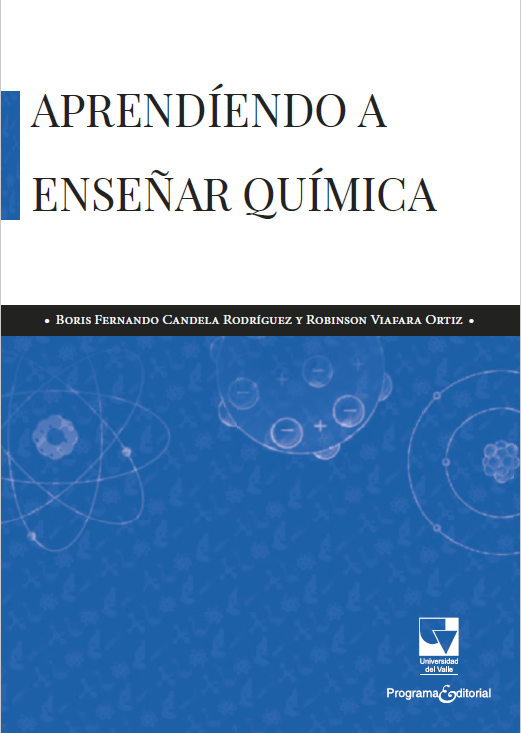 APRENDÍENDO A
ENSEÑAR QUÍMICA
• Boris Fernando Candela Rodríguez y Robinson Viafara Ortiz •
Universidad
del Valle
Programa Editorial